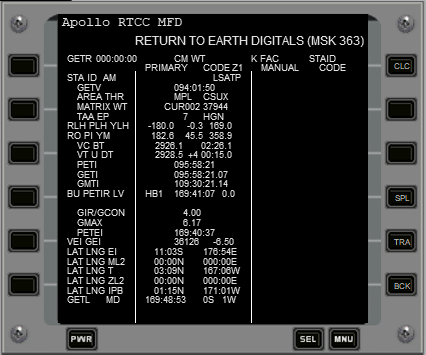 Apollo RTCC MFD
RETURN TO EARTH DIGITALS (MSK 363)
GETR 000:00:00 CM WT K FAC STAID
PRIMARY CODE Z1 MANUAL CODE
CLC
STA ID AM LSATP
GETV 094:01:50
AREA THR MPL CSUX
MATRIX WT CUR002 37944
TAA EP 7 HGN
RLH PLH YLH -180.0 -0.3 169.0
RO PI YM 182.6 45.5 358.9
VC BT 2926.1 02:26.1
VT U DT 2928.5 +4 00:15.0
PETI 095:58:21
GETI 095:58:21.07
GMTI 109:30:21.14
BU PETIR LV HB1 169:41:07 0.0
SPL
GIR/GCON 4.00
GMAX 6.17
PETEI 169:40:37
VEI GEI 36126 -6.50
TRA
LAT LNG EI 11:03S 176:54E
LAT LNG ML2 00:00N 000:00E
LAT LNG T 03:09N 167:06W
LAT LNG ZL2 00:00N 000:00E
BCK
LAT LNG IPB 01:15N 171:01W
GETL MD 169:48:53 0S 1W
PWR SEL MNU